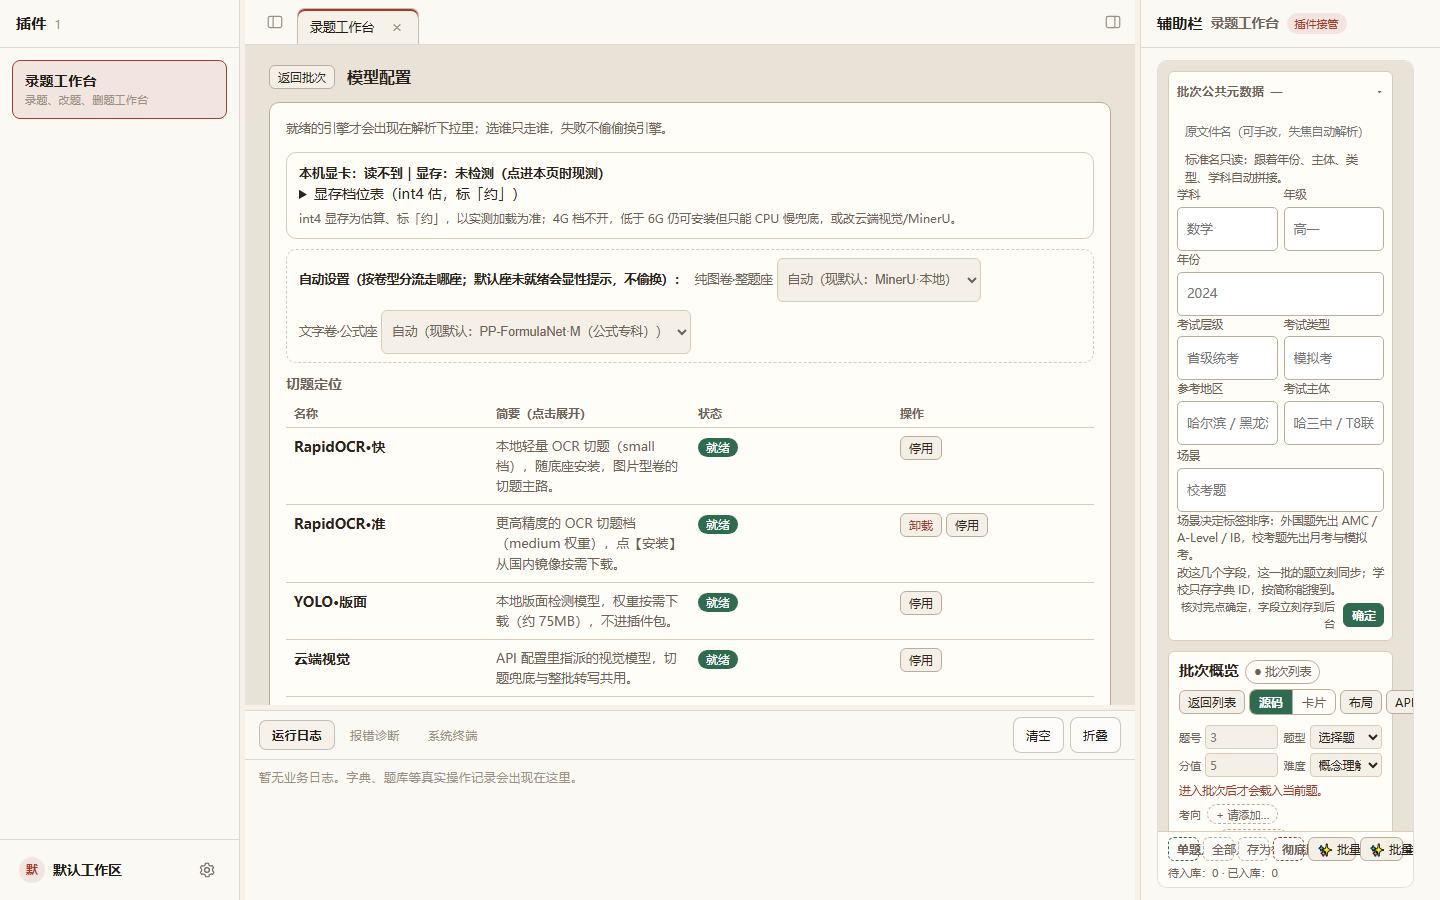 插件 1
录题工作台
录题、改题、删题工作台
默 默认工作区
录题工作台 ×
返回批次 模型配置
就绪的引擎才会出现在解析下拉里；选谁只走谁，失败不偷偷换引擎。
本机显卡：读不到 | 显存：未检测（点进本页时现测）
▶ 显存档位表（int4 估，标「约」）
int4 显存为估算、标「约」，以实测加载为准；4G 档不开，低于 6G 仍可安装但只能 CPU 慢兜底，或改云端视觉/MinerU。
自动设置（按卷型分流走哪座；默认座未就绪会显性提示，不偷换）： 纯图卷·整题座 自动（现默认：MinerU·本地）
文字卷·公式座 自动（现默认：PP-FormulaNet·M（公式专科））
切题定位
名称 简要（点击展开） 状态 操作
RapidOCR·快 本地轻量 OCR 切题（small 就绪 停用
档），随底座安装，图片型卷的
切题主路。
RapidOCR·准 更高精度的 OCR 切题档 就绪 卸载 停用
（medium 权重），点【安装】
从国内镜像按需下载。
YOLO·版面 本地版面检测模型，权重按需下 就绪 停用
载（约 75MB），不进插件包。
云端视觉 API 配置里指派的视觉模型，切 就绪 停用
题兜底与整批转写共用。
运行日志 报错诊断 系统终端 清空 折叠
暂无业务日志。字典、题库等真实操作记录会出现在这里。
辅助栏 录题工作台 插件接管
批次公共元数据 —
原文件名（可手改，失焦自动解析）
标准名只读：跟着年份、主体、类
型、学科自动拼接。
学科 年级
数学 高一
年份
2024
考试层级 考试类型
省级统考 模拟考
参考地区 考试主体
哈尔滨 / 黑龙 哈三中 / T8联
场景
校考题
场景决定标签排序：外国题先出 AMC /
A-Level / IB，校考题先出月考与模拟
考。
改这几个字段，这一批的题立刻同步；学
校只存字典 ID，按简称能搜到。
核对完点确定，字段立刻存到后
台 确定
批次概览 ● 批次列表
返回列表 源码 卡片 布局 API
题号 3 题型 选择题
分值 5 难度 概念理解
进入批次后才会载入当前题。
考向 + 请添加...
单题 全部 存为 彻底 ✨ 批量 ✨ 批量
待入库：0 · 已入库：0